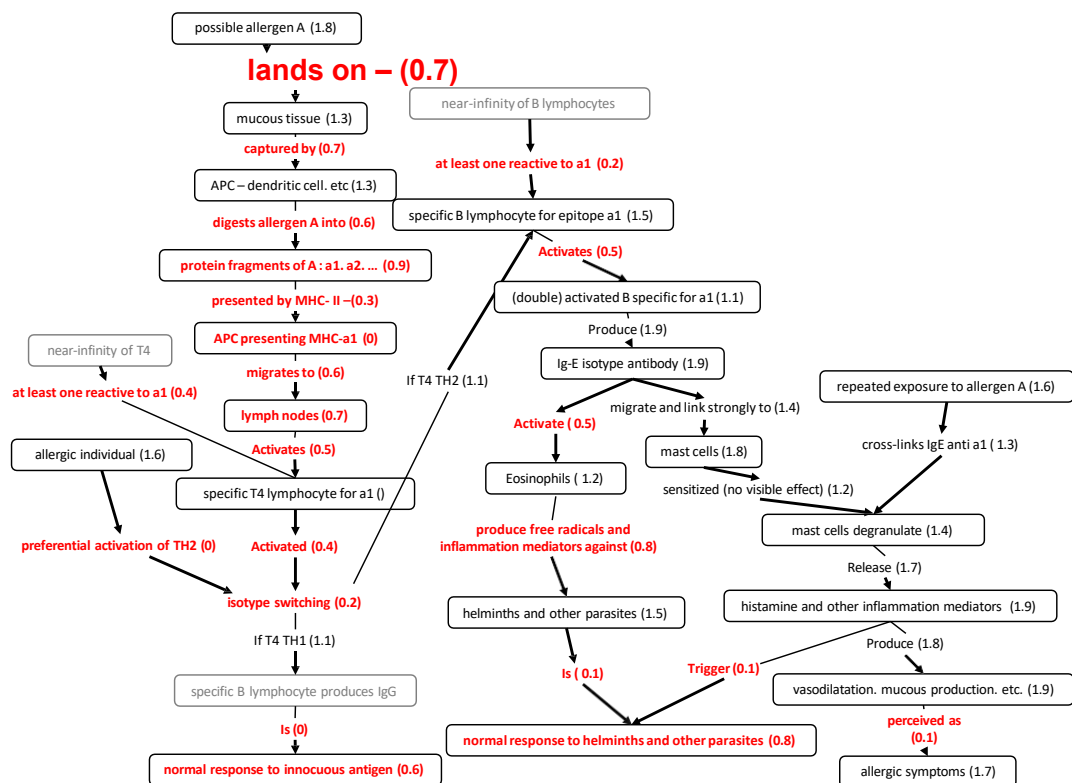 possible allergen A (1.8)
lands on – (0.7)
mucous tissue (1.3)
captured by (0.7)
APC – dendritic cell. etc (1.3)
digests allergen A into (0.6)
protein fragments of A : a1. a2. ... (0.9)
presented by MHC- II –(0.3)
APC presenting MHC-a1 (0)
migrates to (0.6)
lymph nodes (0.7)
Activates (0.5)
near-infinity of T4
at least one reactive to a1 (0.4)
allergic individual (1.6)
specific T4 lymphocyte for a1 ()
preferential activation of TH2 (0)
Activated (0.4)
isotype switching (0.2)
If T4 TH1 (1.1)
specific B lymphocyte produces IgG
Is (0)
normal response to innocuous antigen (0.6)
If T4 TH2 (1.1)
near-infinity of B lymphocytes
at least one reactive to a1 (0.2)
specific B lymphocyte for epitope a1 (1.5)
Activates (0.5)
(double) activated B specific for a1 (1.1)
Produce (1.9)
Ig-E isotype antibody (1.9)
Activate ( 0.5)
Eosinophils ( 1.2)
produce free radicals and
inflammation mediators against (0.8)
helminths and other parasites (1.5)
Is ( 0.1)
normal response to helminths and other parasites (0.8)
migrate and link strongly to (1.4)
mast cells (1.8)
sensitized (no visible effect) (1.2)
repeated exposure to allergen A (1.6)
cross-links IgE anti a1 ( 1.3)
mast cells degranulate (1.4)
Release (1.7)
histamine and other inflammation mediators (1.9)
Trigger (0.1)
Produce (1.8)
vasodilatation. mucous production. etc. (1.9)
perceived as
(0.1)
allergic symptoms (1.7)